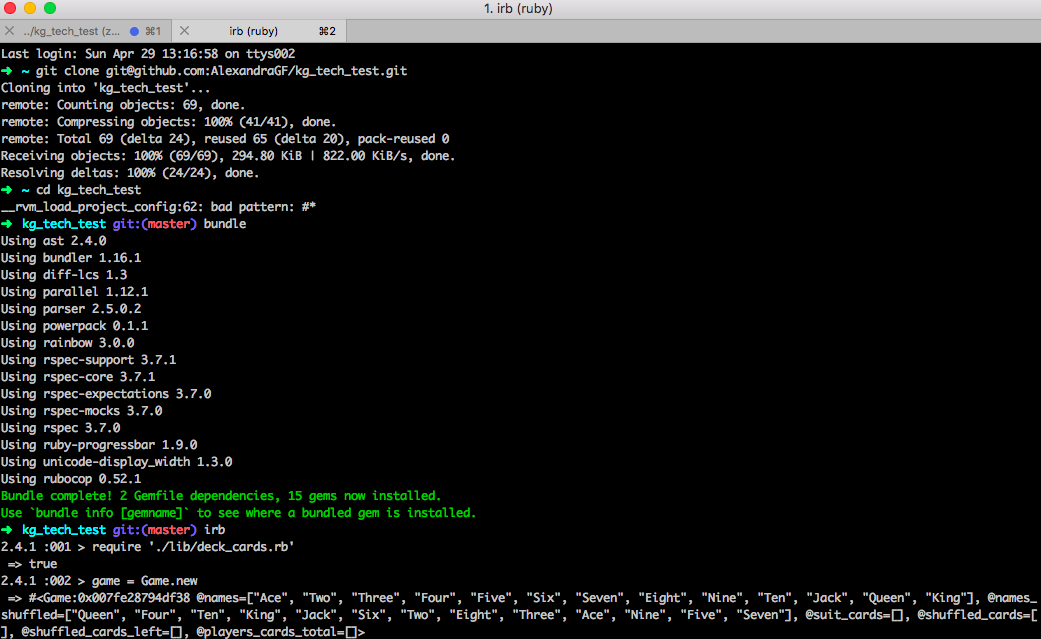 1. irb (ruby)
../kg_tech_test (z... ⌘1
irb (ruby) ⌘2
Last login: Sun Apr 29 13:16:58 on ttys002
➜ ~ git clone git@github.com:AlexandraGF/kg_tech_test.git
Cloning into 'kg_tech_test'...
remote: Counting objects: 69, done.
remote: Compressing objects: 100% (41/41), done.
remote: Total 69 (delta 24), reused 65 (delta 20), pack-reused 0
Receiving objects: 100% (69/69), 294.80 KiB | 822.00 KiB/s, done.
Resolving deltas: 100% (24/24), done.
➜ ~ cd kg_tech_test
__rvm_load_project_config:62: bad pattern: #*
➜ kg_tech_test git:(master) bundle
Using ast 2.4.0
Using bundler 1.16.1
Using diff-lcs 1.3
Using parallel 1.12.1
Using parser 2.5.0.2
Using powerpack 0.1.1
Using rainbow 3.0.0
Using rspec-support 3.7.1
Using rspec-core 3.7.1
Using rspec-expectations 3.7.0
Using rspec-mocks 3.7.0
Using rspec 3.7.0
Using ruby-progressbar 1.9.0
Using unicode-display_width 1.3.0
Using rubocop 0.52.1
Bundle complete! 2 Gemfile dependencies, 15 gems now installed.
Use `bundle info [gemname]` to see where a bundled gem is installed.
➜ kg_tech_test git:(master) irb
2.4.1 :001 > require './lib/deck_cards.rb'
=> true
2.4.1 :002 > game = Game.new
=> #<Game:0x007fe28794df38 @names=["Ace", "Two", "Three", "Four", "Five", "Six", "Seven", "Eight", "Nine", "Ten", "Jack", "Queen", "King"], @names_
shuffled=["Queen", "Four", "Ten", "King", "Jack", "Six", "Two", "Eight", "Three", "Ace", "Nine", "Five", "Seven"], @suit_cards=[], @shuffled_cards=[
], @shuffled_cards_left=[], @players_cards_total=[]>